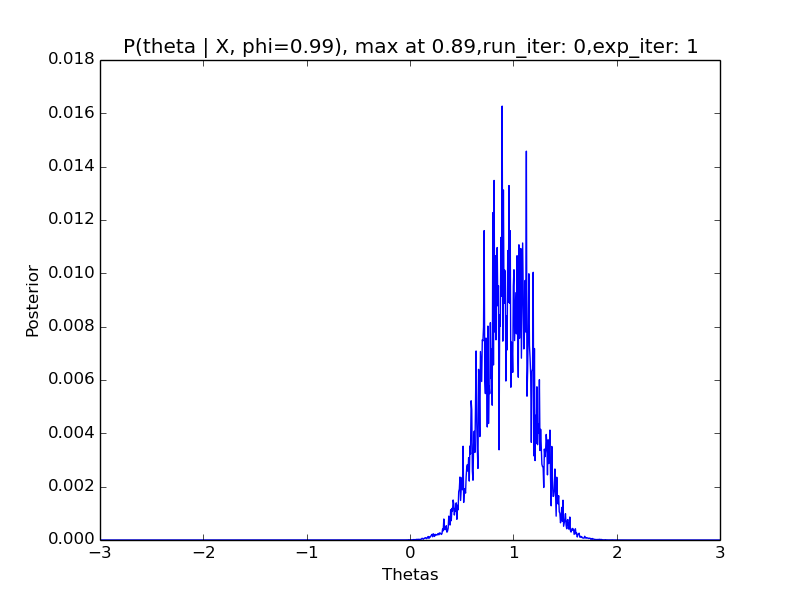 P(theta | X, phi=0.99), max at 0.89,run_iter: 0,exp_iter: 1
0.018
0.016
0.014
0.012
0.010
0.008
0.006
0.004
0.002
0.000
Posterior
−3 −2 −1 0 1 2 3
Thetas